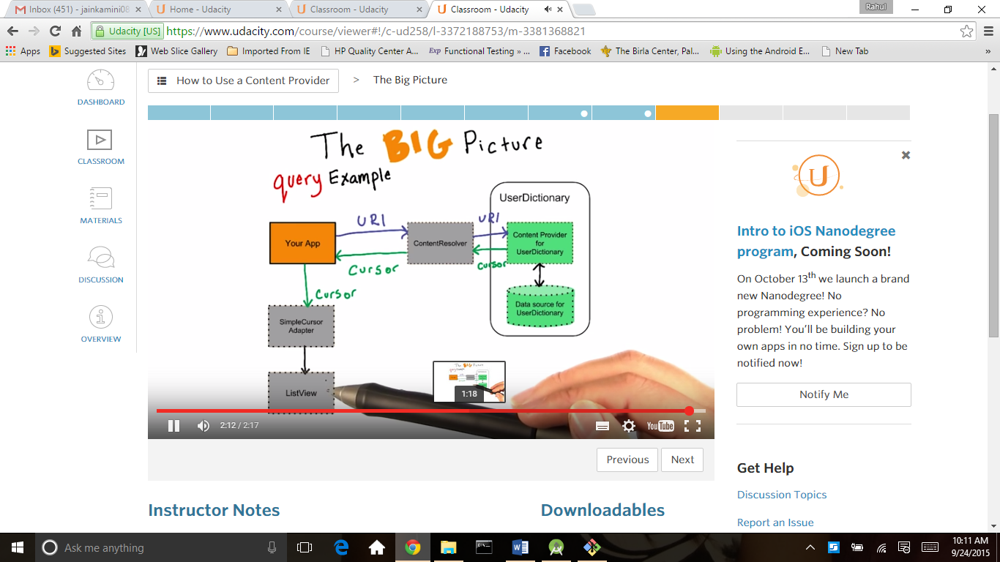 Inbox (451) - jainkamini08
Home - Udacity
Classroom - Udacity
Classroom - Udacity
Rahul
Udacity [US]
https://www.udacity.com/course/viewer#!/c-ud258/l-3372188753/m-3381368821
Apps
Suggested Sites
Web Slice Gallery
Imported From IE
HP Quality Center A...
Exp Functional Testing » ...
Facebook
The Birla Center, Pal...
Using the Android E...
New Tab
»
DASHBOARD
CLASSROOM
MATERIALS
DISCUSSION
OVERVIEW
How to Use a Content Provider > The Big Picture
The BIG Picture
query Example
UserDictionary
URI
URI
Your App
ContentResolver
Content Provider
for
UserDictionary
Cursor
Cursor
Cursor
Data source for
UserDictionary
SimpleCursor
Adapter
ListView
1:18
2:12 / 2:17
YouTube
Previous
Next
Instructor Notes
Downloadables
Intro to iOS Nanodegree
program, Coming Soon!
On October 13th we launch a brand
new Nanodegree! No
programming experience? No
problem! You'll be building your
own apps in no time. Sign up to be
notified now!
Notify Me
Get Help
Discussion Topics
Report an Issue
Ask me anything
10:11 AM
9/24/2015